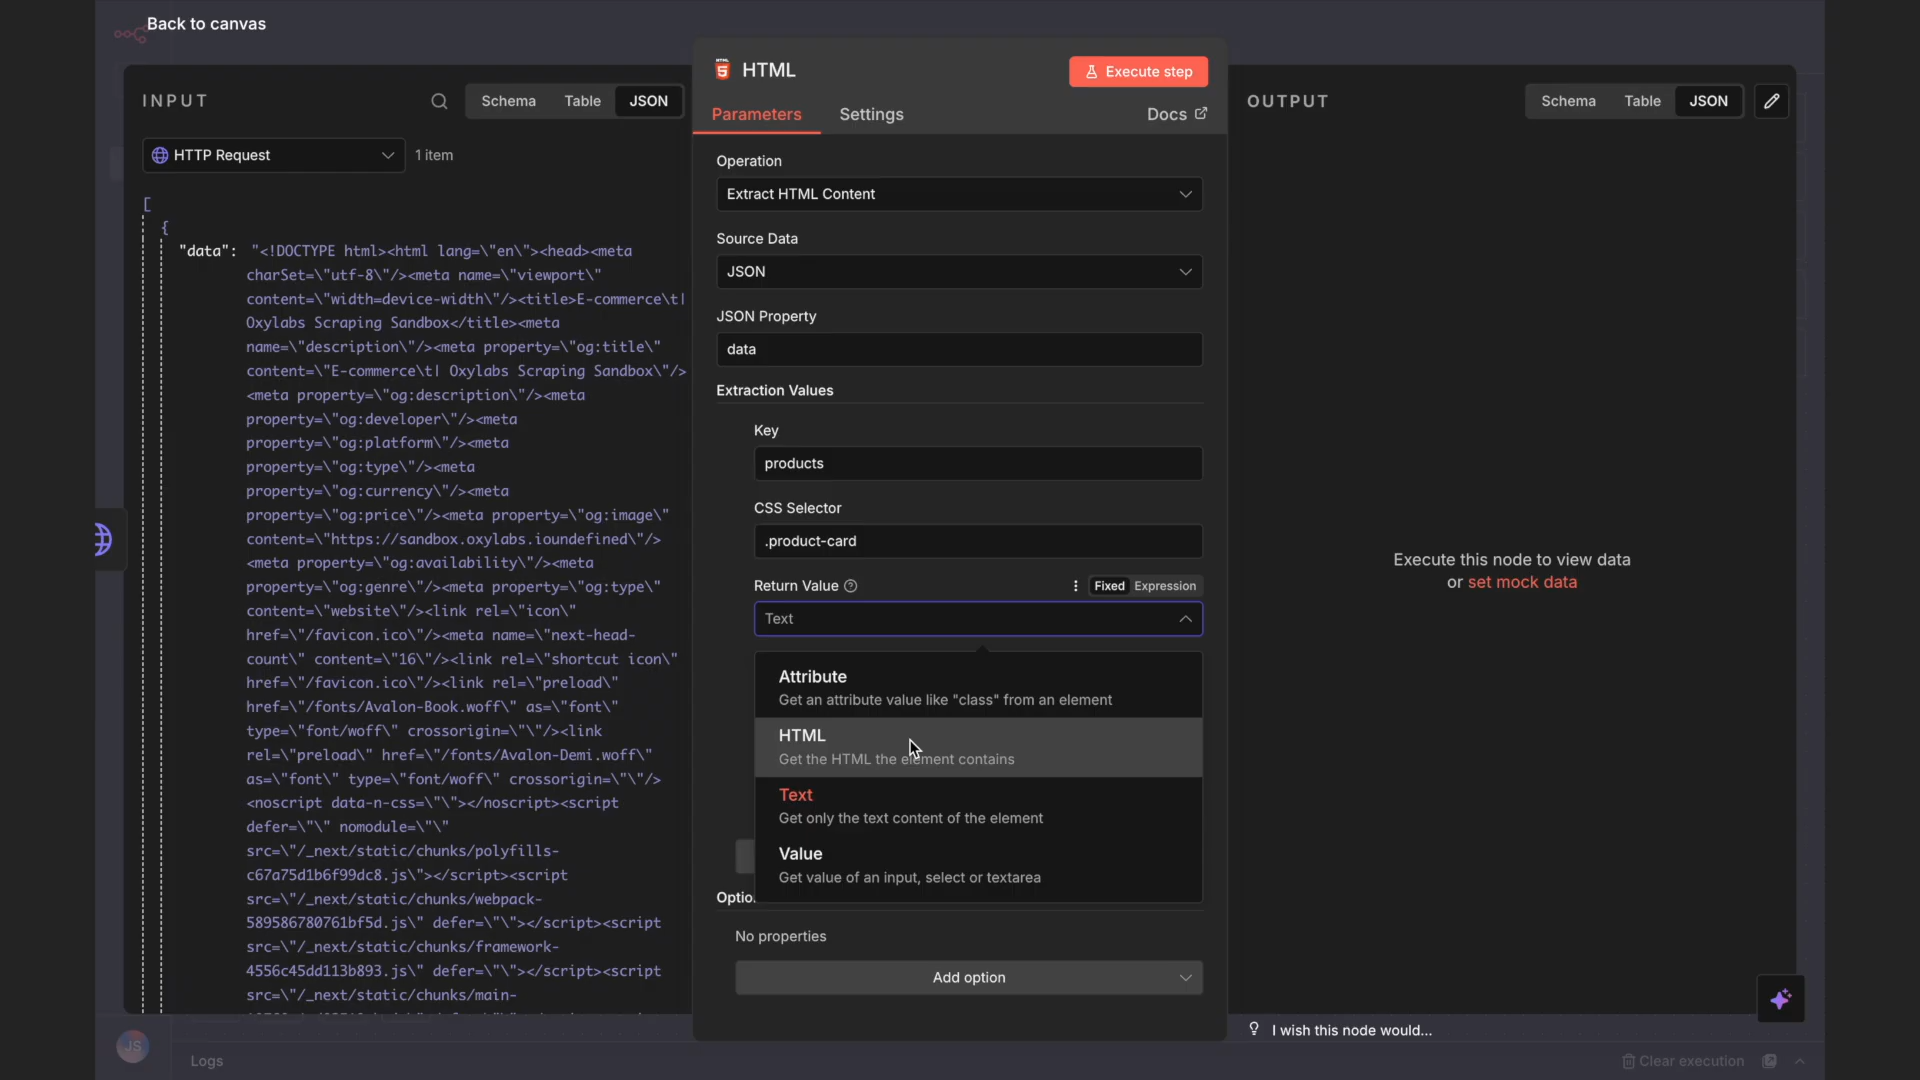 Back to canvas
INPUT
Schema
Table
JSON
HTTP Request
1 item
[
{
"data": "<!DOCTYPE html><html lang=\"en\"><head><meta
charSet=\"utf-8\"/><meta name=\"viewport\"
content=\"width=device-width\"/><title>E-commerce\t|
Oxylabs Scraping Sandbox</title><meta
name=\"description\"/><meta property=\"og:title\"
content=\"E-commerce\t| Oxylabs Scraping Sandbox\"/>
<meta property=\"og:description\"/><meta
property=\"og:developer\"/><meta
property=\"og:platform\"/><meta
property=\"og:type\"/><meta
property=\"og:currency\"/><meta
property=\"og:price\"/><meta property=\"og:image\"
content=\"https://sandbox.oxylabs.ioundefined\"/>
<meta property=\"og:availability\"/><meta
property=\"og:genre\"/><meta property=\"og:type\"
content=\"website\"/><link rel=\"icon\"
href=\"/favicon.ico\"/><meta name=\"next-head-
count\" content=\"16\"/><link rel=\"shortcut icon\"
href=\"/favicon.ico\"/><link rel=\"preload\"
href=\"/fonts/Avalon-Book.woff\" as=\"font\"
type=\"font/woff\" crossorigin=\"\"/><link
rel=\"preload\" href=\"/fonts/Avalon-Demi.woff\"
as=\"font\" type=\"font/woff\" crossorigin=\"\"/>
<noscript data-n-css=\"\"></noscript><script
defer=\"\" nomodule=\"\"
src=\"/_next/static/chunks/polyfills-
c67a75d1b6f99dc8.js\"></script><script
src=\"/_next/static/chunks/webpack-
589586780761bf5d.js\" defer=\"\"></script><script
src=\"/_next/static/chunks/framework-
4556c45dd113b893.js\" defer=\"\"></script><script
src=\"/_next/static/chunks/main-
HTML
Execute step
Parameters
Settings
Docs
Operation
Extract HTML Content
Source Data
JSON
JSON Property
data
Extraction Values
Key
products
CSS Selector
.product-card
Return Value
Fixed
Expression
Text
Attribute
Get an attribute value like "class" from an element
HTML
Get the HTML the element contains
Text
Get only the text content of the element
Value
Get value of an input, select or textarea
No properties
Add option
OUTPUT
Schema
Table
JSON
Execute this node to view data
or set mock data
I wish this node would...
JS
Logs
Clear execution